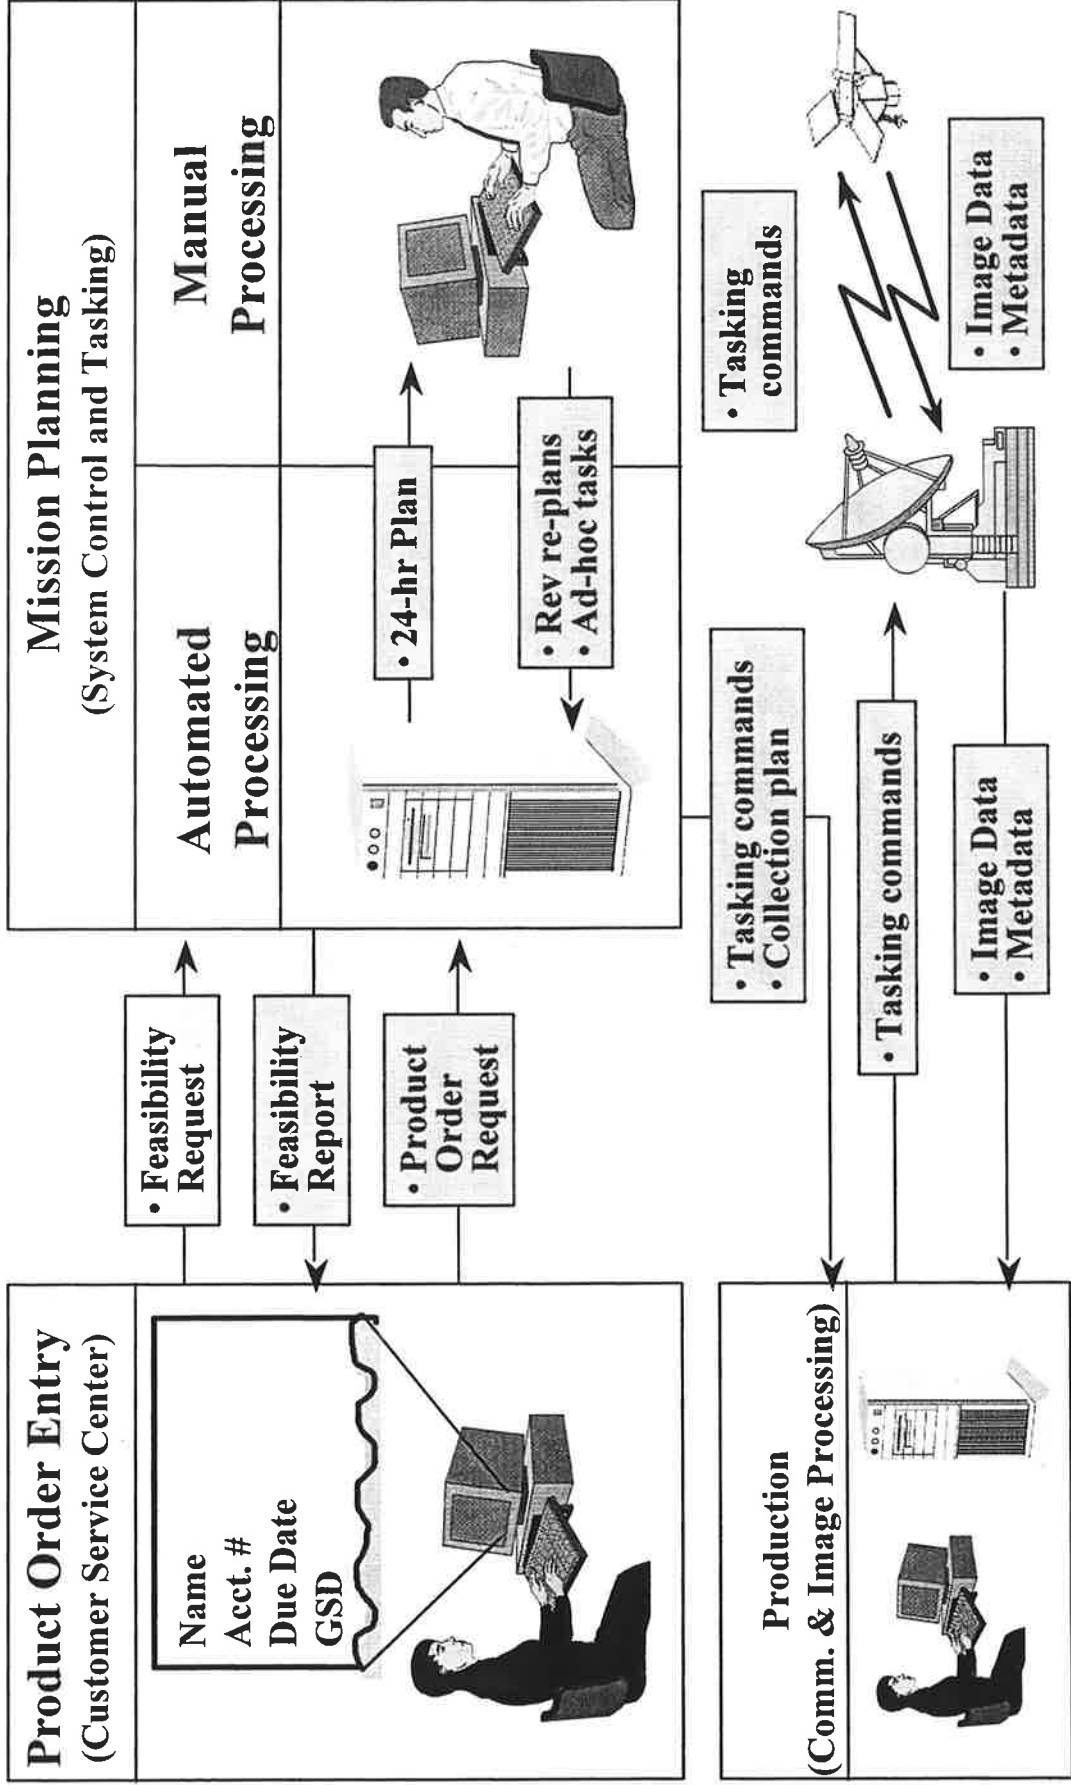 Product Order Entry
(Customer Service Center)
Name
Acct. #
Due Date
GSD
• Feasibility
Request
• Feasibility
Report
• Product
Order
Request
Mission Planning
(System Control and Tasking)
Automated
Processing
Manual
Processing
• 24-hr Plan
• Rev re-plans
• Ad-hoc tasks
• Tasking commands
• Collection plan
Production
(Comm. & Image Processing)
• Tasking commands
• Image Data
• Metadata
• Tasking
commands
• Image Data
• Metadata